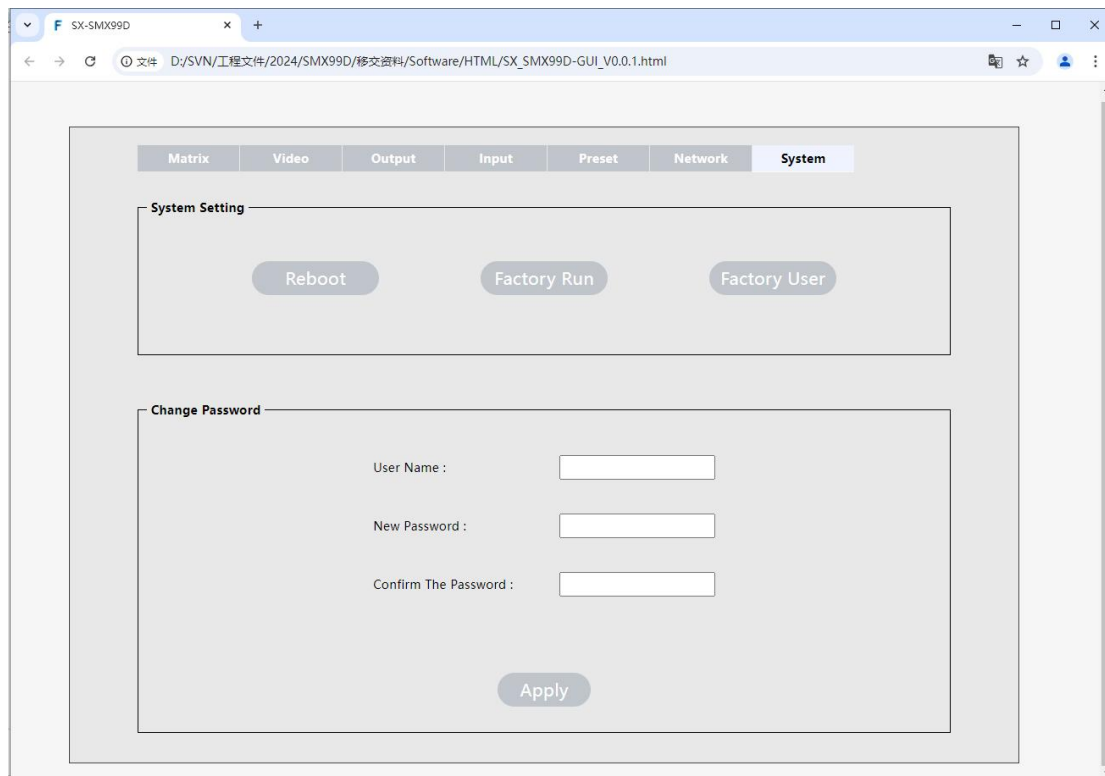 F SX-SMX99D
文件 D:/SVN/工程文件/2024/SMX99D/移交资料/Software/HTML/SX_SMX99D-GUI_V0.0.1.html
Matrix Video Output Input Preset Network System
System Setting
Reboot Factory Run Factory User
Change Password
User Name :
New Password :
Confirm The Password :
Apply